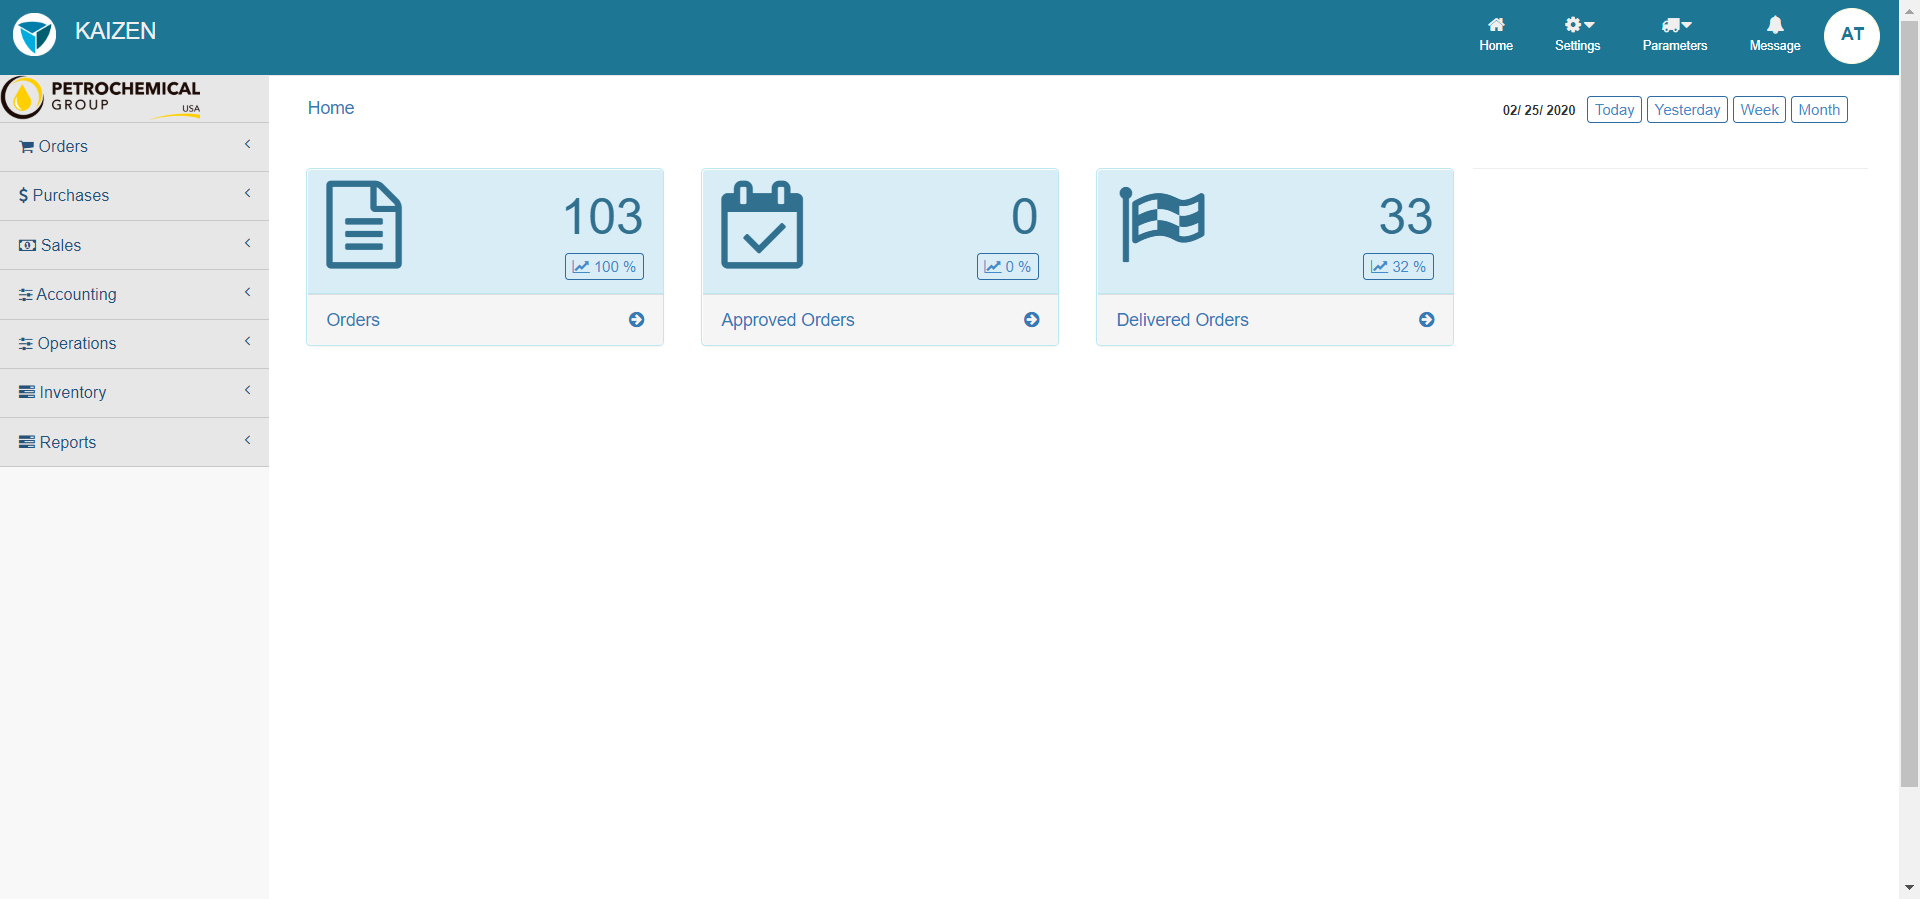 KAIZEN
Home
Settings
Parameters
Message
AT
PETROCHEMICAL
GROUP
USA
Orders
Purchases
Sales
Accounting
Operations
Inventory
Reports
Home
02/ 25/ 2020 Today Yesterday Week Month
103
100 %
Orders
0
0 %
Approved Orders
33
32 %
Delivered Orders